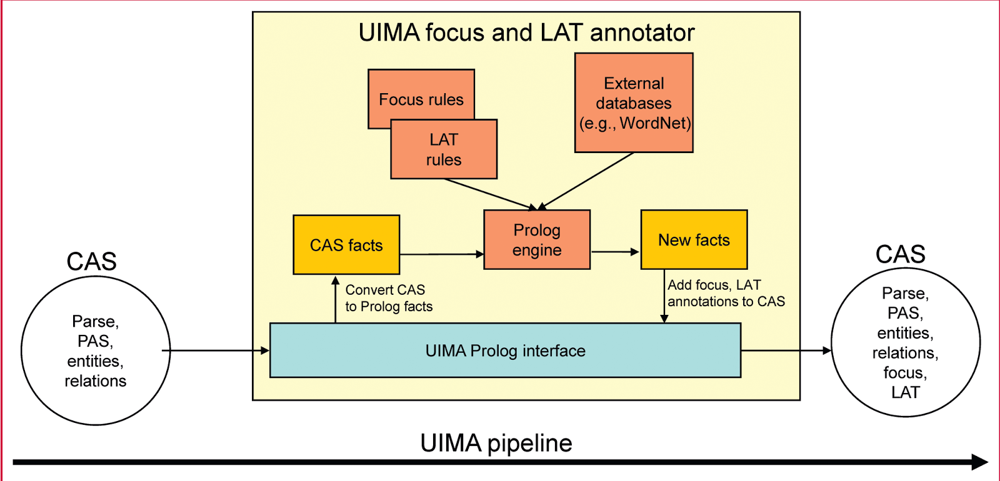 UIMA focus and LAT annotator
Focus rules
LAT
rules
External
databases
(e.g., WordNet)
CAS facts
Prolog
engine
New facts
Convert CAS
to Prolog facts
Add focus, LAT
annotations to CAS
UIMA Prolog interface
CAS
Parse,
PAS,
entities,
relations
CAS
Parse,
PAS,
entities,
relations,
focus,
LAT
UIMA pipeline